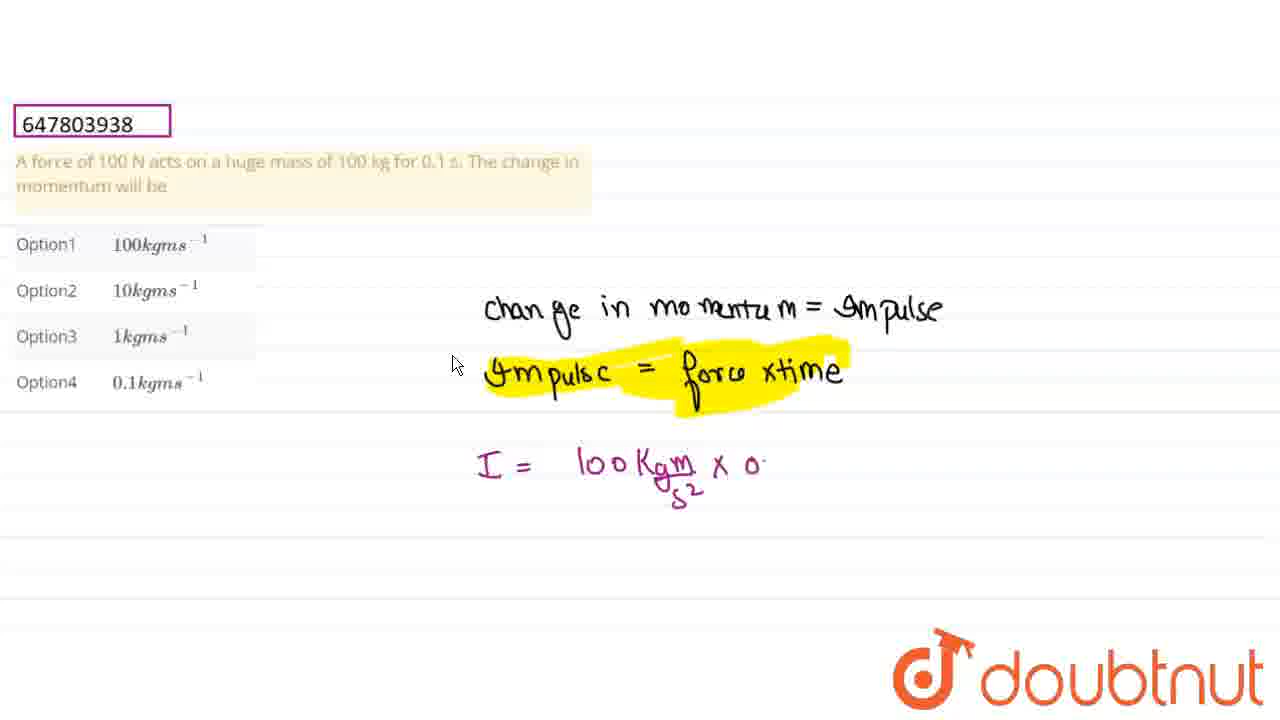 647803938
A force of 100 N acts on a huge mass of 100 kg for 0.1 s. The change in
momentum will be
Option1 100kgms⁻¹
Option2 10kgms⁻¹
Option3 1kgms⁻¹
Option4 0.1kgms⁻¹
change in momentum = Impulse
Impulse = force x time
I = 100 Kgm/s² x 0.
doubtnut